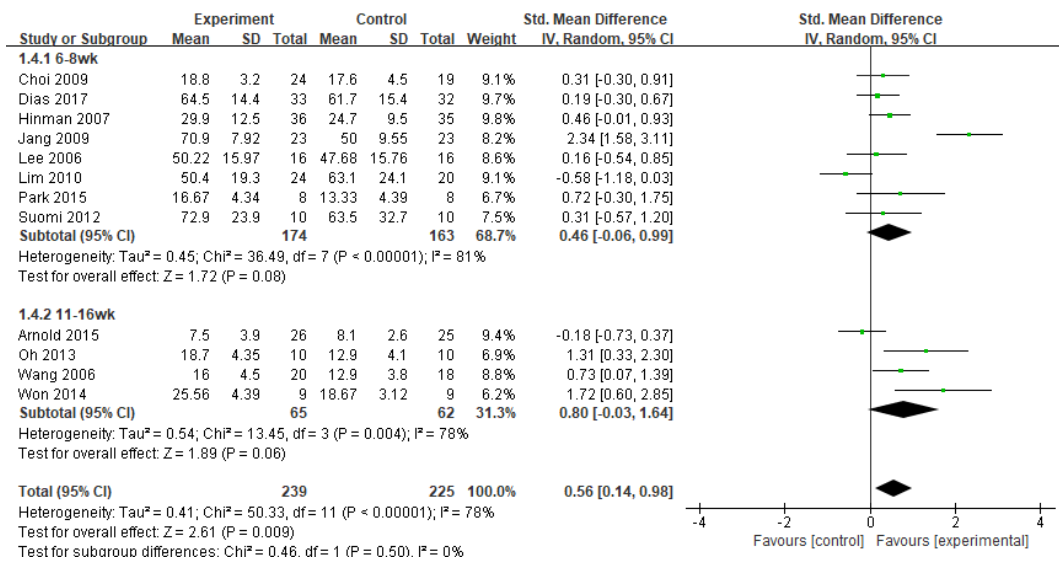 Experiment Control Std. Mean Difference Std. Mean Difference
Study or Subgroup Mean SD Total Mean SD Total Weight IV, Random, 95% CI IV, Random, 95% CI
1.4.1 6-8wk
Choi 2009 18.8 3.2 24 17.6 4.5 19 9.1% 0.31 [-0.30, 0.91]
Dias 2017 64.5 14.4 33 61.7 15.4 32 9.7% 0.19 [-0.30, 0.67]
Hinman 2007 29.9 12.5 36 24.7 9.5 35 9.8% 0.46 [-0.01, 0.93]
Jang 2009 70.9 7.92 23 50 9.55 23 8.2% 2.34 [1.58, 3.11]
Lee 2006 50.22 15.97 16 47.68 15.76 16 8.6% 0.16 [-0.54, 0.85]
Lim 2010 50.4 19.3 24 63.1 24.1 20 9.1% -0.58 [-1.18, 0.03]
Park 2015 16.67 4.34 8 13.33 4.39 8 6.7% 0.72 [-0.30, 1.75]
Suomi 2012 72.9 23.9 10 63.5 32.7 10 7.5% 0.31 [-0.57, 1.20]
Subtotal (95% CI) 174 163 68.7% 0.46 [-0.06, 0.99]
Heterogeneity: Tau² = 0.45; Chi² = 36.49, df = 7 (P < 0.00001); I² = 81%
Test for overall effect: Z = 1.72 (P = 0.08)
1.4.2 11-16wk
Arnold 2015 7.5 3.9 26 8.1 2.6 25 9.4% -0.18 [-0.73, 0.37]
Oh 2013 18.7 4.35 10 12.9 4.1 10 6.9% 1.31 [0.33, 2.30]
Wang 2006 16 4.5 20 12.9 3.8 18 8.8% 0.73 [0.07, 1.39]
Won 2014 25.56 4.39 9 18.67 3.12 9 6.2% 1.72 [0.60, 2.85]
Subtotal (95% CI) 65 62 31.3% 0.80 [-0.03, 1.64]
Heterogeneity: Tau² = 0.54; Chi² = 13.45, df = 3 (P = 0.004); I² = 78%
Test for overall effect: Z = 1.89 (P = 0.06)
Total (95% CI) 239 225 100.0% 0.56 [0.14, 0.98]
Heterogeneity: Tau² = 0.41; Chi² = 50.33, df = 11 (P < 0.00001); I² = 78%
Test for overall effect: Z = 2.61 (P = 0.009)
Test for subgroup differences: Chi² = 0.46, df = 1 (P = 0.50), I² = 0%
-4 -2 0 2 4
Favours [control] Favours [experimental]